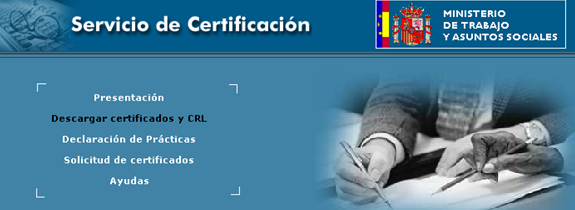 Servicio de Certificación
MINISTERIO
DE TRABAJO
Y ASUNTOS SOCIALES
Presentación
Descargar certificados y CRL
Declaración de Prácticas
Solicitud de certificados
Ayudas